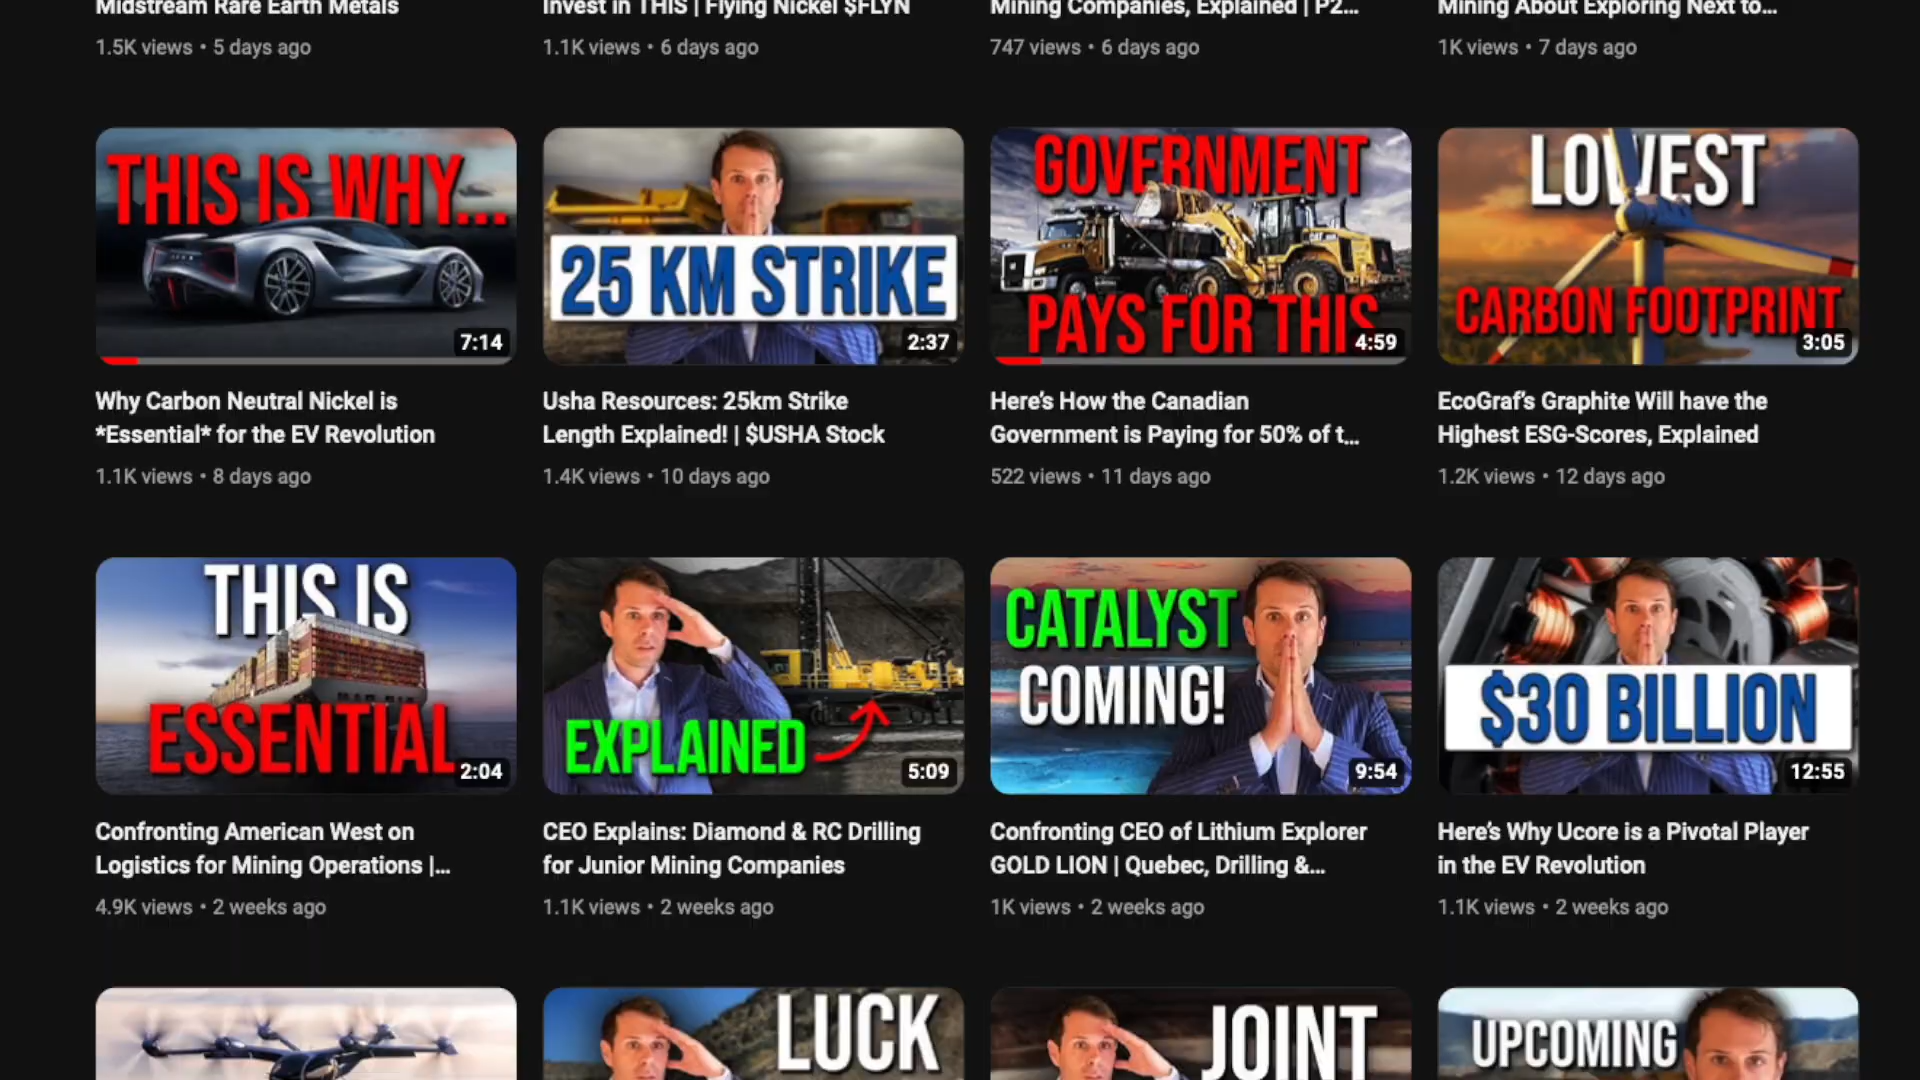 Midstream Rare Earth Metals
Invest in THIS | Flying Nickel $FLYN
Mining Companies, Explained | P2...
Mining About Exploring Next to...
1.5K views • 5 days ago
1.1K views • 6 days ago
747 views • 6 days ago
1K views • 7 days ago
THIS IS WHY...
7:14
25 KM STRIKE
2:37
GOVERNMENT
PAYS FOR THIS
4:59
LOWEST
CARBON FOOTPRINT
3:05
Why Carbon Neutral Nickel is
*Essential* for the EV Revolution
1.1K views • 8 days ago
Usha Resources: 25km Strike
Length Explained! | $USHA Stock
1.4K views • 10 days ago
Here's How the Canadian
Government is Paying for 50% of t...
522 views • 11 days ago
EcoGraf's Graphite Will have the
Highest ESG-Scores, Explained
1.2K views • 12 days ago
THIS IS
ESSENTIAL
2:04
EXPLAINED
5:09
CATALYST
COMING!
9:54
$30 BILLION
12:55
Confronting American West on
Logistics for Mining Operations |...
4.9K views • 2 weeks ago
CEO Explains: Diamond & RC Drilling
for Junior Mining Companies
1.1K views • 2 weeks ago
Confronting CEO of Lithium Explorer
GOLD LION | Quebec, Drilling &...
1K views • 2 weeks ago
Here's Why Ucore is a Pivotal Player
in the EV Revolution
1.1K views • 2 weeks ago
LUCK
JOINT
UPCOMING